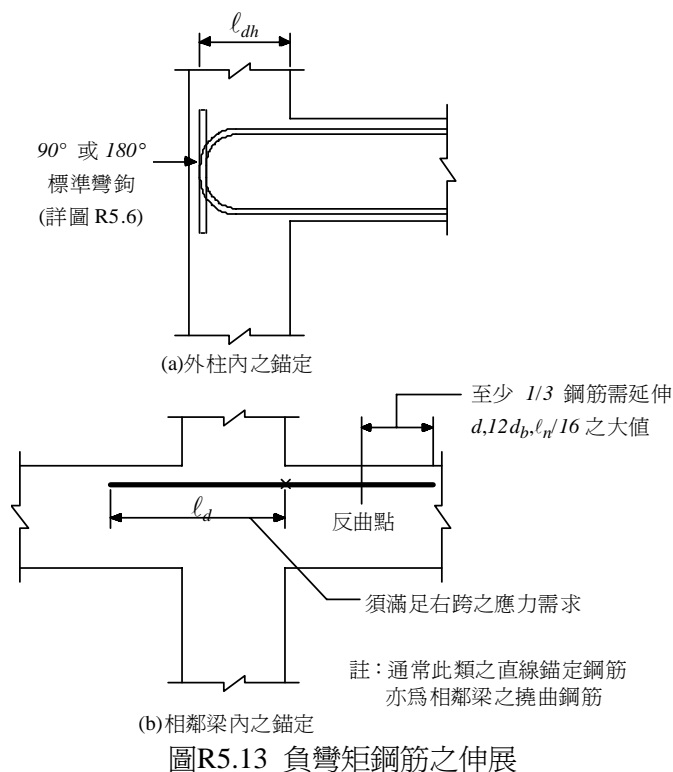 ℓdh
90° 或 180°
標準彎鉤
(詳圖 R5.6)
(a)外柱內之錨定
至少 1/3 鋼筋需延伸
d,12db,ℓn/16 之大值
ℓd
反曲點
須滿足右跨之應力需求
註：通常此類之直線錨定鋼筋
亦爲相鄰梁之撓曲鋼筋
(b)相鄰梁內之錨定
圖R5.13 負彎矩鋼筋之伸展